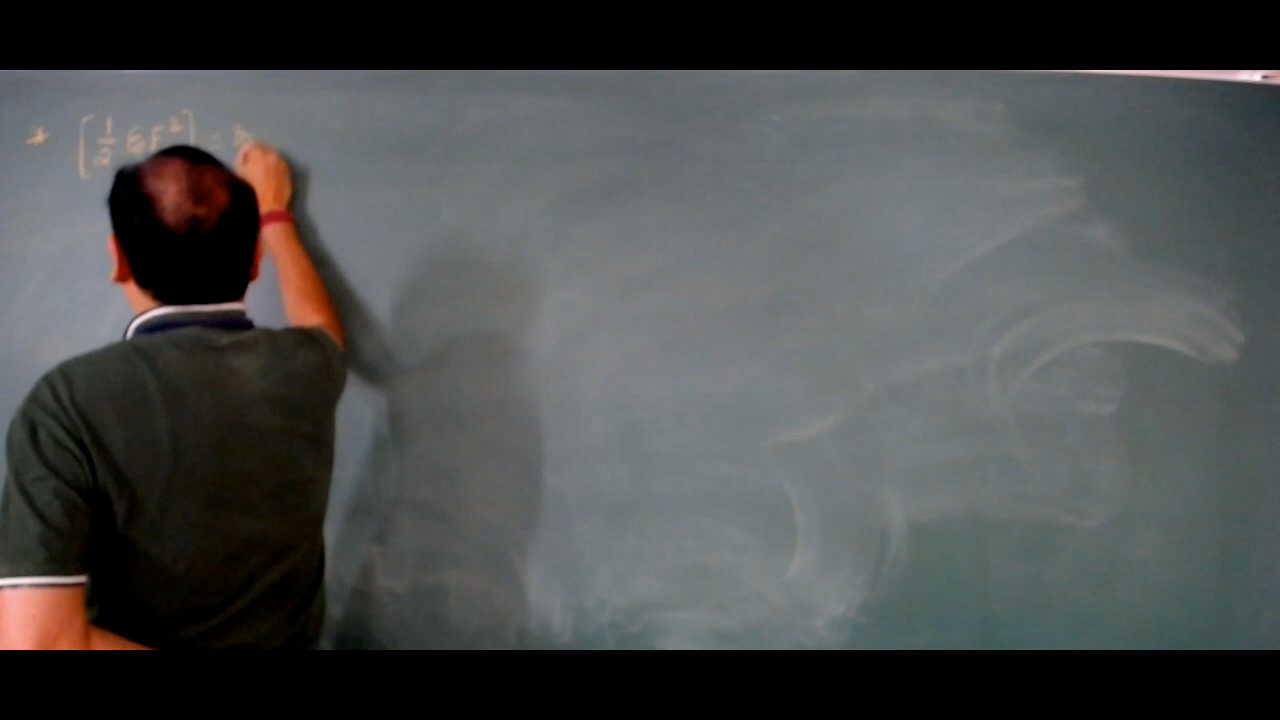 * [½ ε₀E²] =